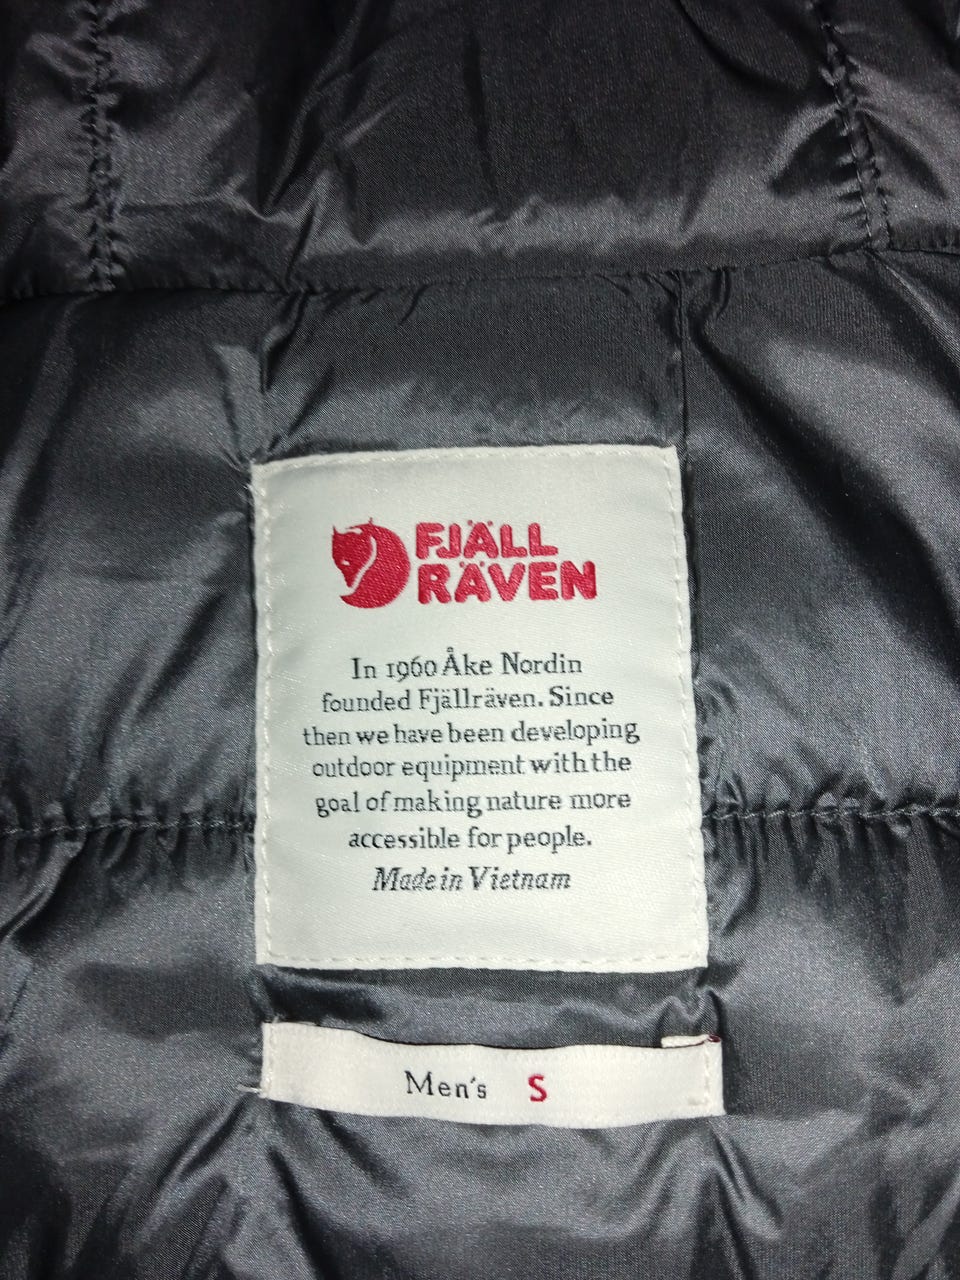 FJÄLL
RÄVEN
In 1960 Åke Nordin
founded Fjällräven. Since
then we have been developing
outdoor equipment with the
goal of making nature more
accessible for people.
Made in Vietnam
Men's S